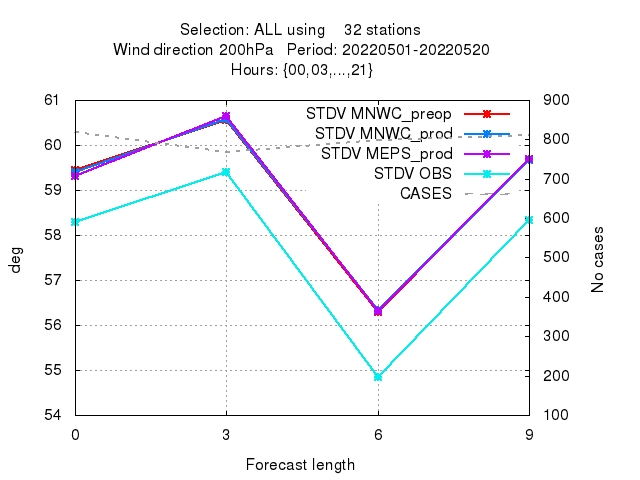 Selection: ALL using    32 stations
Wind direction 200hPa   Period: 20220501-20220520
Hours: {00,03,...,21}
STDV MNWC_preop
STDV MNWC_prod
STDV MEPS_prod
STDV OBS
CASES
61
60
59
58
57
56
55
54
deg
900
800
700
600
500
400
300
200
100
No cases
0 3 6 9
Forecast length